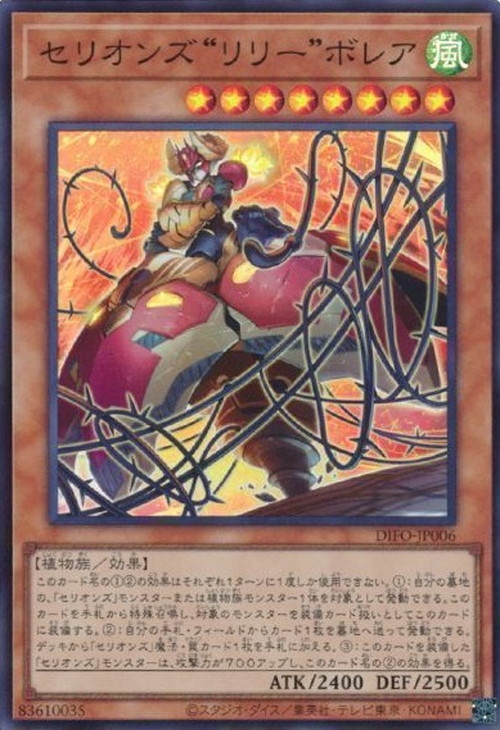 セリオンズ“リリー”ボレア
風
DIFO-JP006
【植物族／効果】
このカード名の①②の効果はそれぞれ1ターンに1度しか使用できない。①：自分の墓地
の、「セリオンズ」モンスターまたは植物族モンスター1体を対象として発動できる。この
カードを手札から特殊召喚し、対象のモンスターを装備カード扱いとしてこのカード
に装備する。②：自分の手札・フィールドからカード1枚を墓地へ送って発動できる。
デッキから「セリオンズ」魔法・罠カード1枚を手札に加える。③：このカードを装備した
「セリオンズ」モンスターは、攻撃力が700アップし、このカード名の②の効果を得る。
ATK/2400 DEF/2500
83610035
©スタジオ・ダイス／集英社・テレビ東京・KONAMI